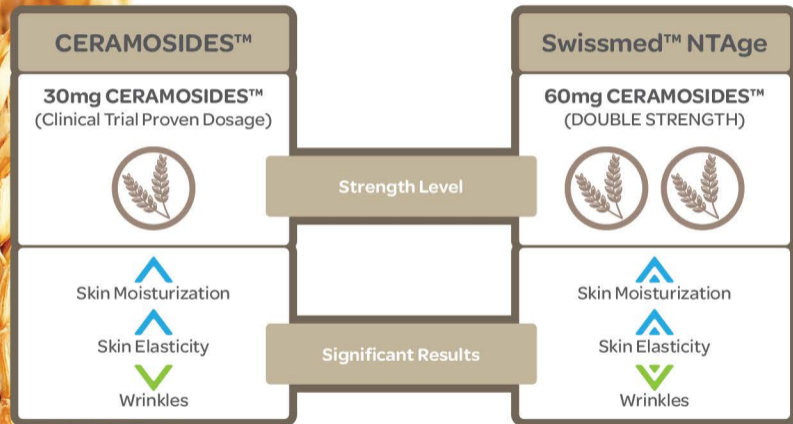 CERAMOSIDES™
30mg CERAMOSIDES™
(Clinical Trial Proven Dosage)
Skin Moisturization
Skin Elasticity
Wrinkles
Strength Level
Significant Results
Swissmed™ NTAge
60mg CERAMOSIDES™
(DOUBLE STRENGTH)
Skin Moisturization
Skin Elasticity
Wrinkles